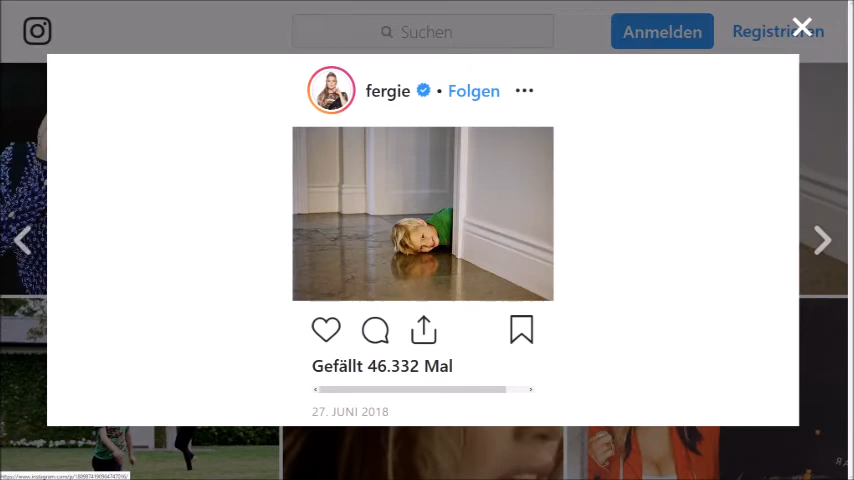 Suchen
Anmelden
Registrieren
fergie • Folgen
Gefällt 46.332 Mal
27. JUNI 2018